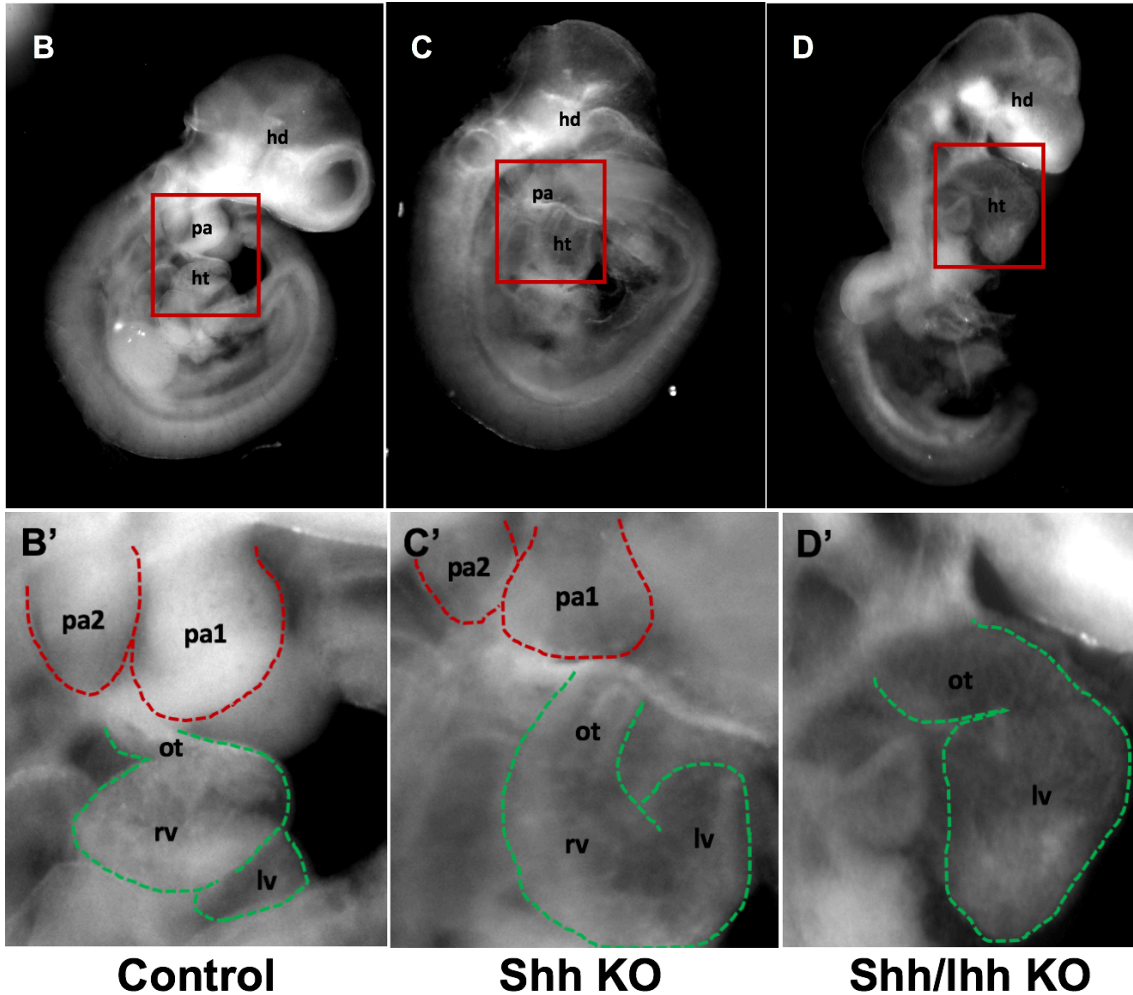 B
hd
pa
ht
C
hd
pa
ht
D
hd
ht
B'
pa2
pa1
ot
rv
lv
C'
pa2
pa1
ot
rv
lv
D'
ot
lv
Control
Shh KO
Shh/Ihh KO